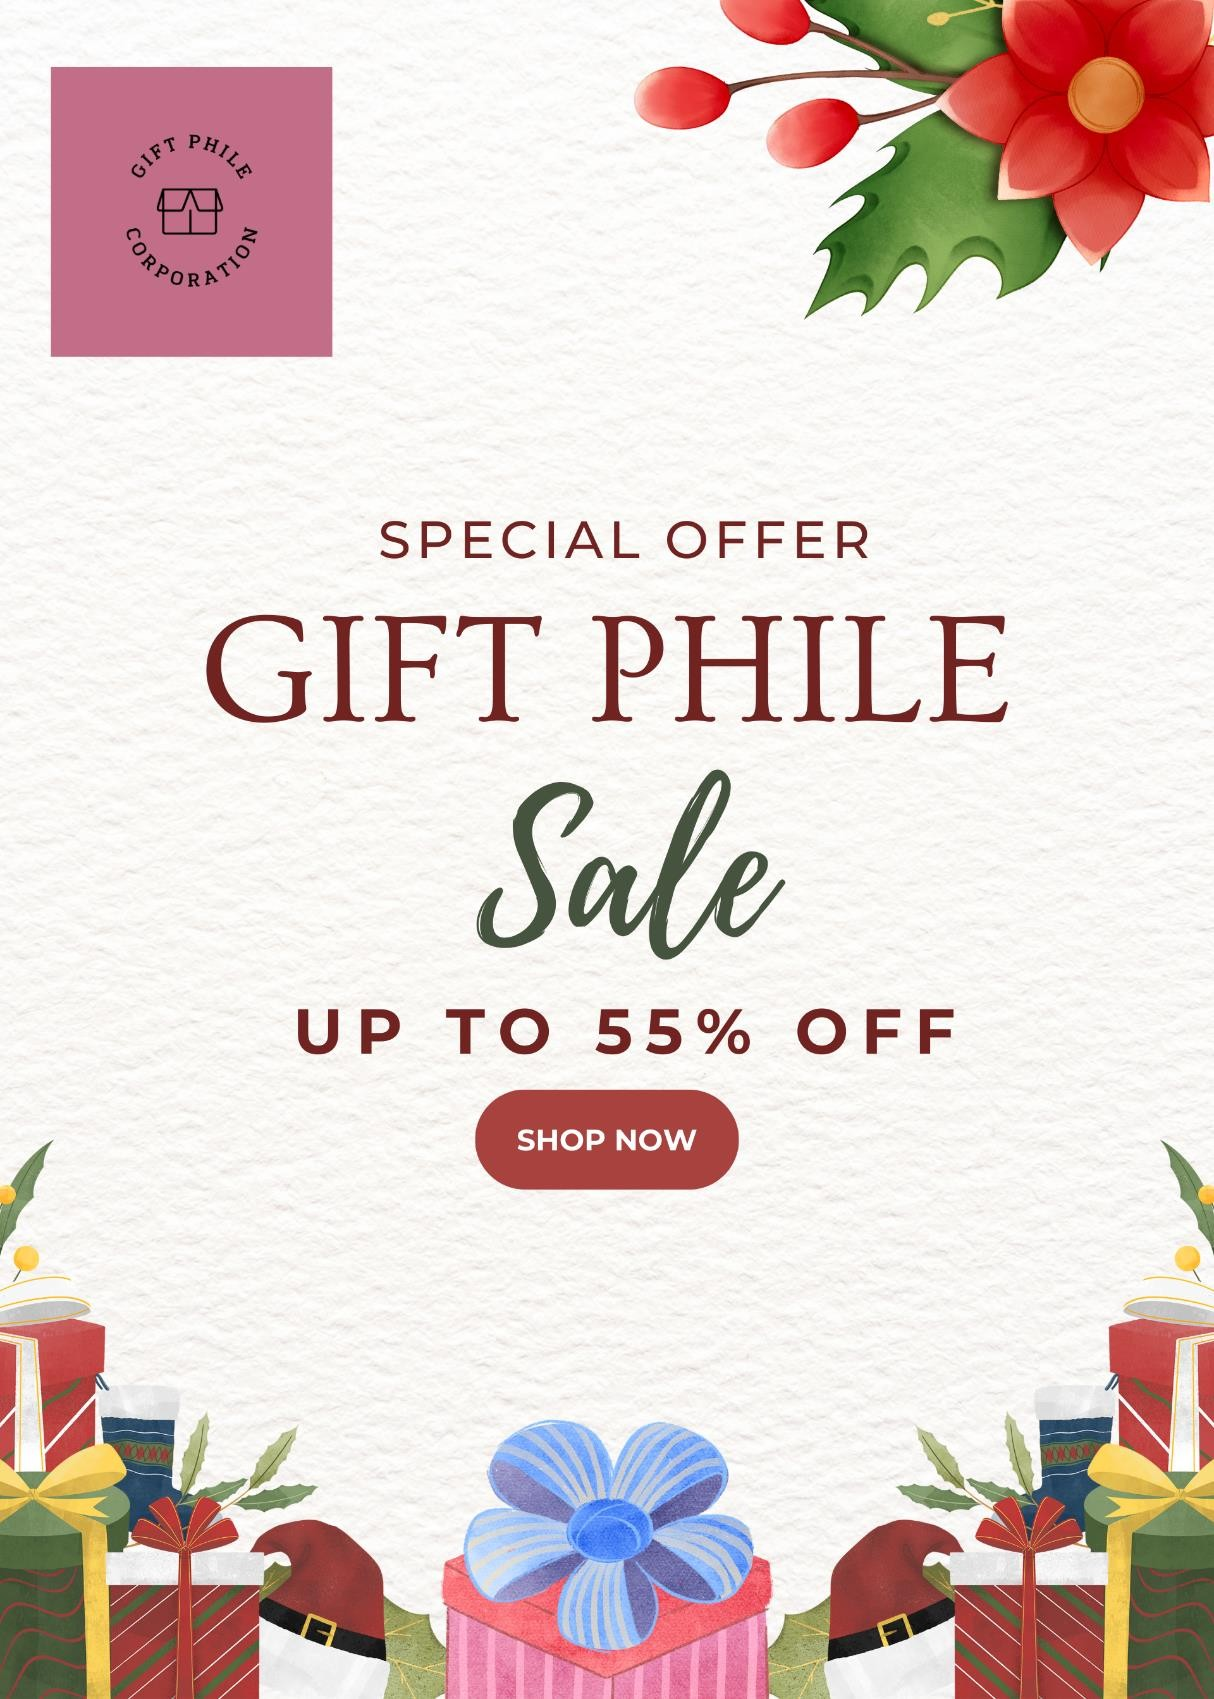 GIFT PHILE
CORPORATION
SPECIAL OFFER
GIFT PHILE
Sale
UP TO 55% OFF
SHOP NOW